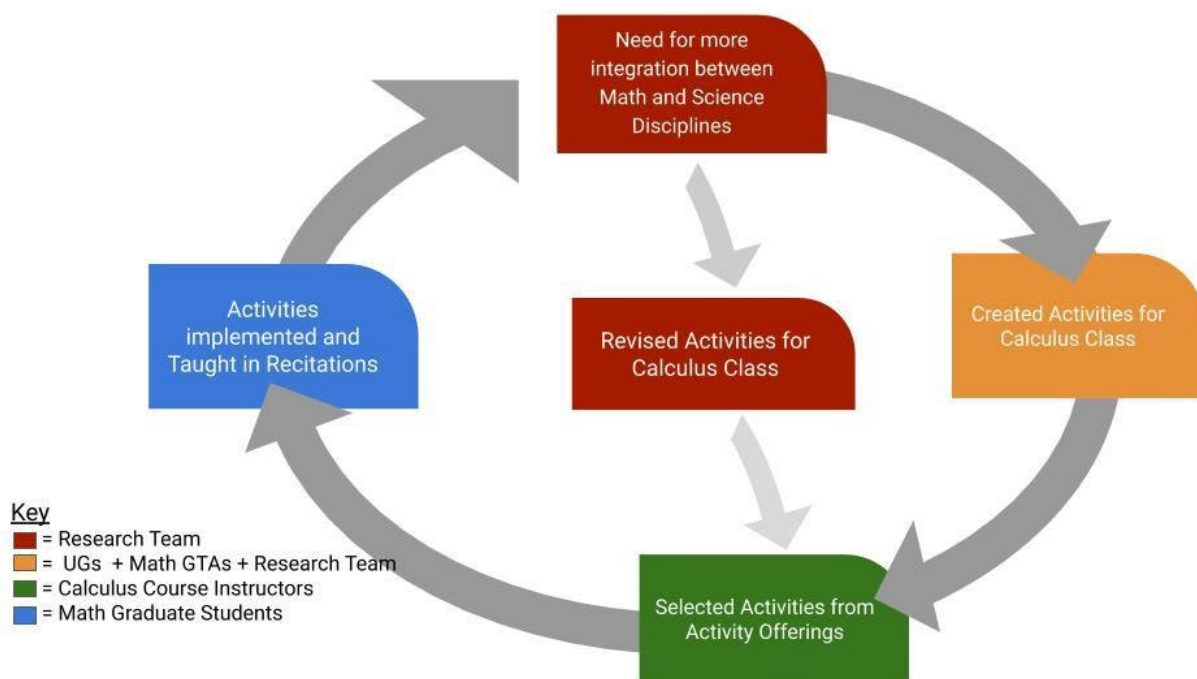 Need for more
integration between
Math and Science
Disciplines
Activities
implemented and
Taught in Recitations
Revised Activities for
Calculus Class
Created Activities for
Calculus Class
Key
= Research Team
= UGs + Math GTAs + Research Team
= Calculus Course Instructors
= Math Graduate Students
Selected Activities from
Activity Offerings